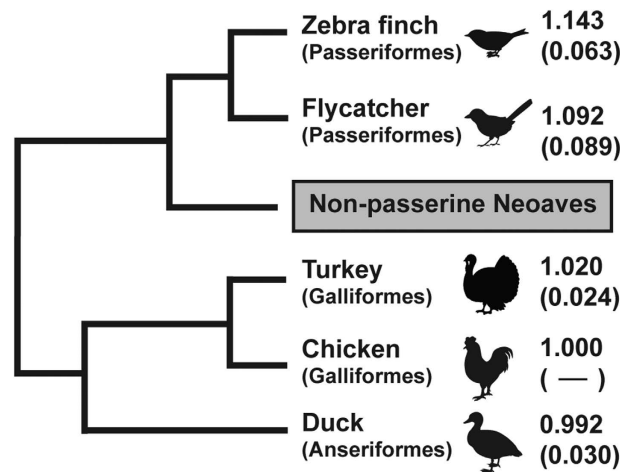 Zebra finch 1.143
(Passeriformes) (0.063)
Flycatcher 1.092
(Passeriformes) (0.089)
Non-passerine Neoaves
Turkey 1.020
(Galliformes) (0.024)
Chicken 1.000
(Galliformes) ( — )
Duck 0.992
(Anseriformes) (0.030)